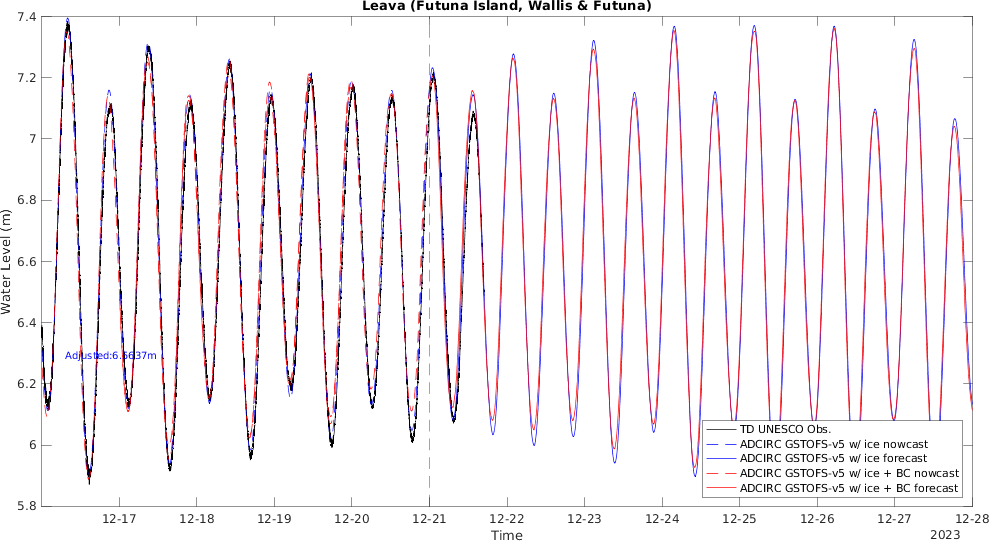 Leava (Futuna Island, Wallis & Futuna)
7.4
7.2
7
6.8
6.6
6.4
6.2
6
5.8
Water Level (m)
Adjusted:6.6637m
TD UNESCO Obs.
ADCIRC GSTOFS-v5 w/ ice nowcast
ADCIRC GSTOFS-v5 w/ ice forecast
ADCIRC GSTOFS-v5 w/ ice + BC nowcast
ADCIRC GSTOFS-v5 w/ ice + BC forecast
12-17 12-18 12-19 12-20 12-21 12-22 12-23 12-24 12-25 12-26 12-27 12-28
Time
2023